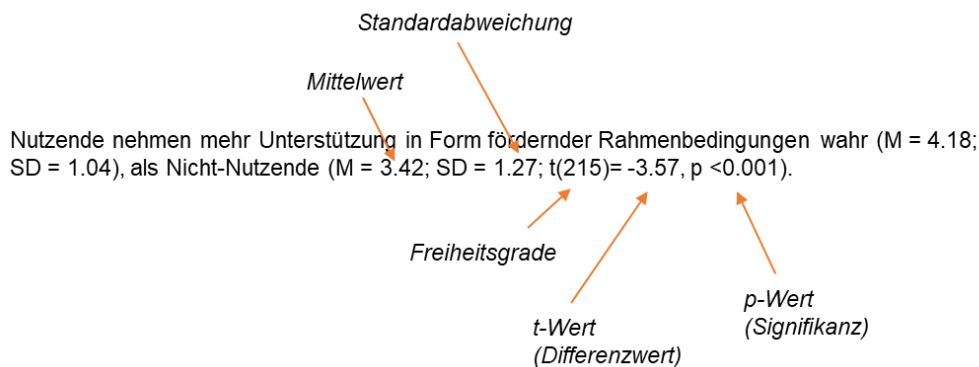 Standardabweichung
Mittelwert
Nutzende nehmen mehr Unterstützung in Form fördernder Rahmenbedingungen wahr (M = 4.18;
SD = 1.04), als Nicht-Nutzende (M = 3.42; SD = 1.27; t(215)= -3.57, p <0.001).
Freiheitsgrade
t-Wert
(Differenzwert)
p-Wert
(Signifikanz)